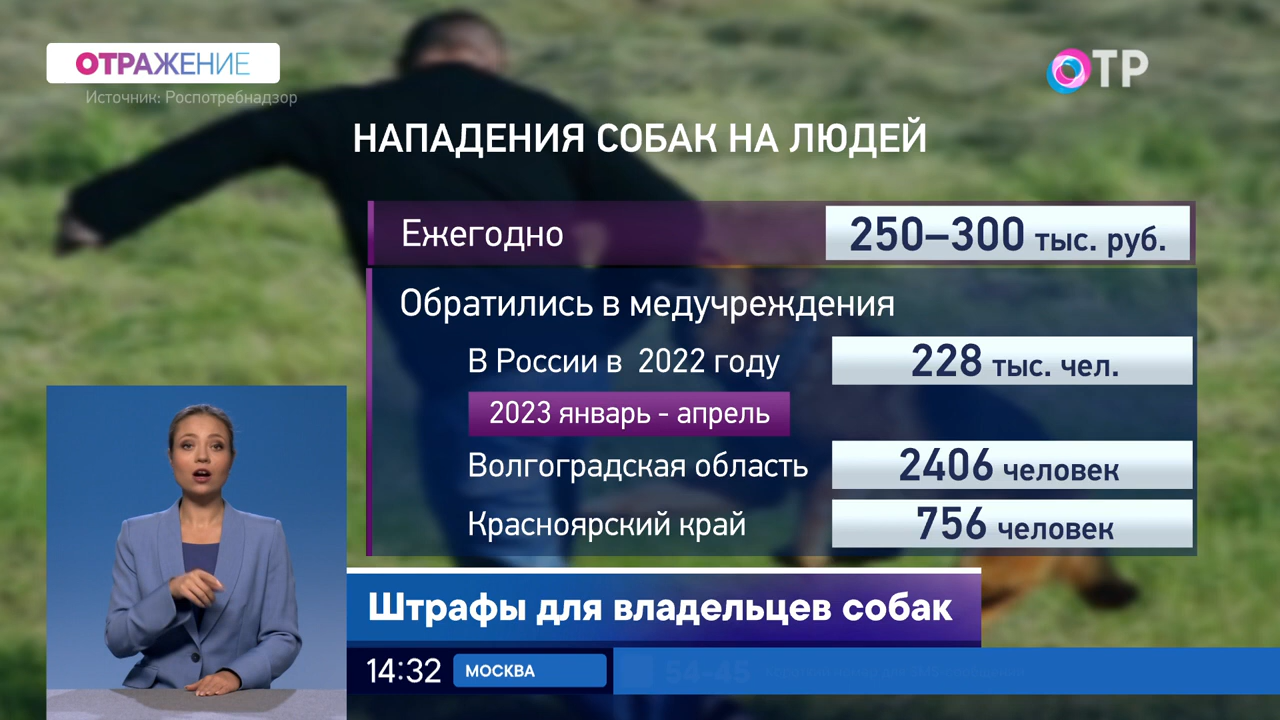 ОТРАЖЕНИЕ
ОТР
Источник: Роспотребнадзор
НАПАДЕНИЯ СОБАК НА ЛЮДЕЙ
Ежегодно 250–300 тыс. руб.
Обратились в медучреждения
В России в 2022 году 228 тыс. чел.
2023 январь - апрель
Волгоградская область 2406 человек
Красноярский край 756 человек
Штрафы для владельцев собак
14:32 МОСКВА 54-45